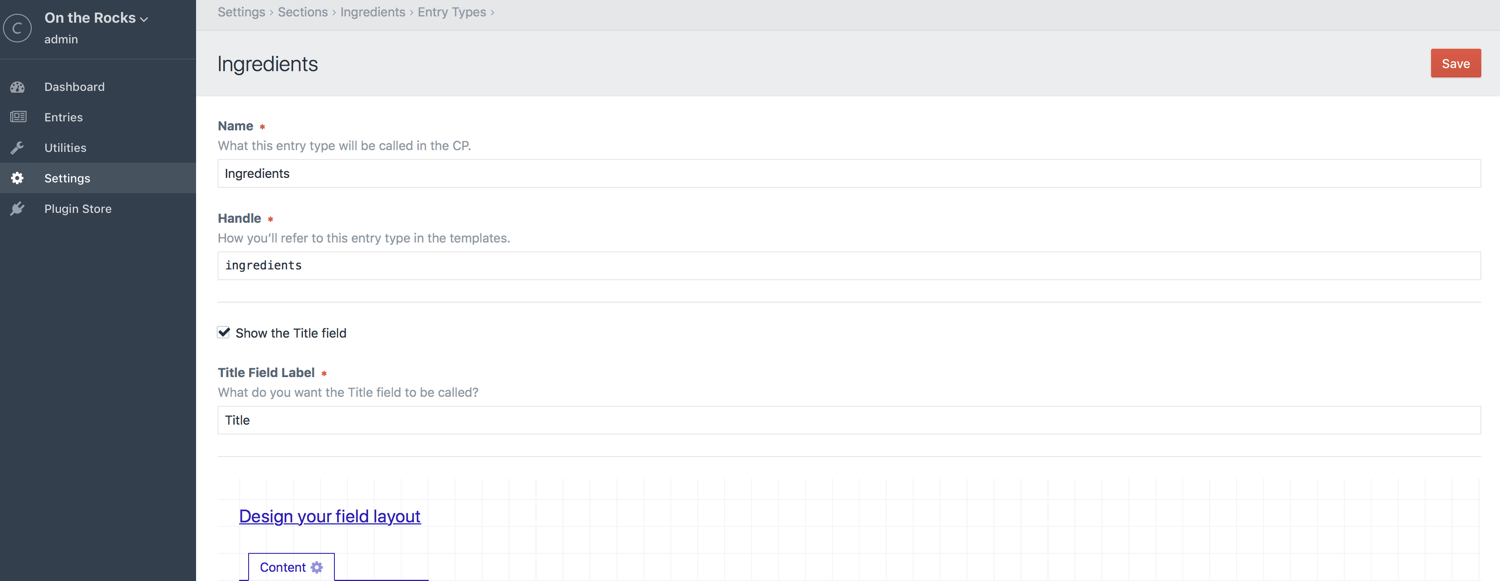 C
On the Rocks
admin
Dashboard
Entries
Utilities
Settings
Plugin Store
Settings › Sections › Ingredients › Entry Types ›
Ingredients
Save
Name *
What this entry type will be called in the CP.
Ingredients
Handle *
How you’ll refer to this entry type in the templates.
ingredients
Show the Title field
Title Field Label *
What do you want the Title field to be called?
Title
Design your field layout
Content